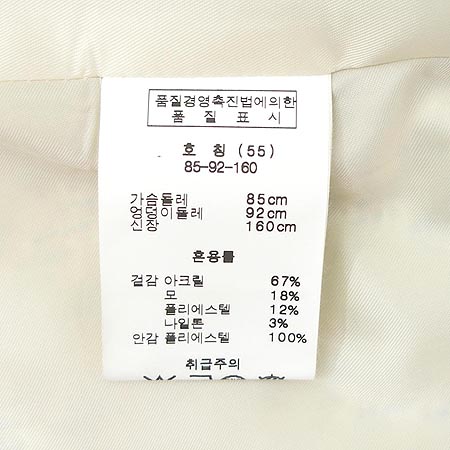 품질경영촉진법에의한
품 질 표 시
호 칭 (55)
85-92-160
가슴둘레 85cm
엉덩이둘레 92cm
신장 160cm
혼용률
겉감 아크릴 67%
모 18%
폴리에스텔 12%
나일론 3%
안감 폴리에스텔 100%
취급주의